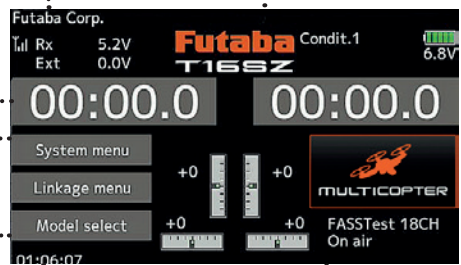 Futaba Corp.
Rx 5.2V
Ext 0.0V
Futaba
T16SZ
Condit.1
6.8V
00:00.0 00:00.0
System menu
Linkage menu
Model select
+0 +0
+0 +0
MULTICOPTER
FASSTest 18CH
On air
01:06:07